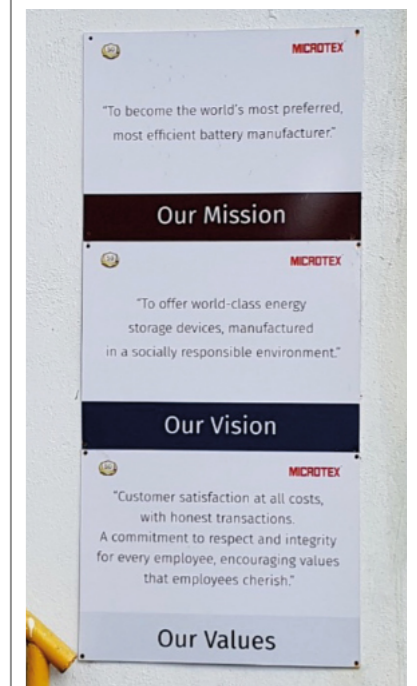 MICROTEX
"To become the world's most preferred,
most efficient battery manufacturer."
Our Mission
MICROTEX
"To offer world-class energy
storage devices, manufactured
in a socially responsible environment."
Our Vision
MICROTEX
"Customer satisfaction at all costs,
with honest transactions.
A commitment to respect and integrity
for every employee, encouraging values
that employees cherish."
Our Values